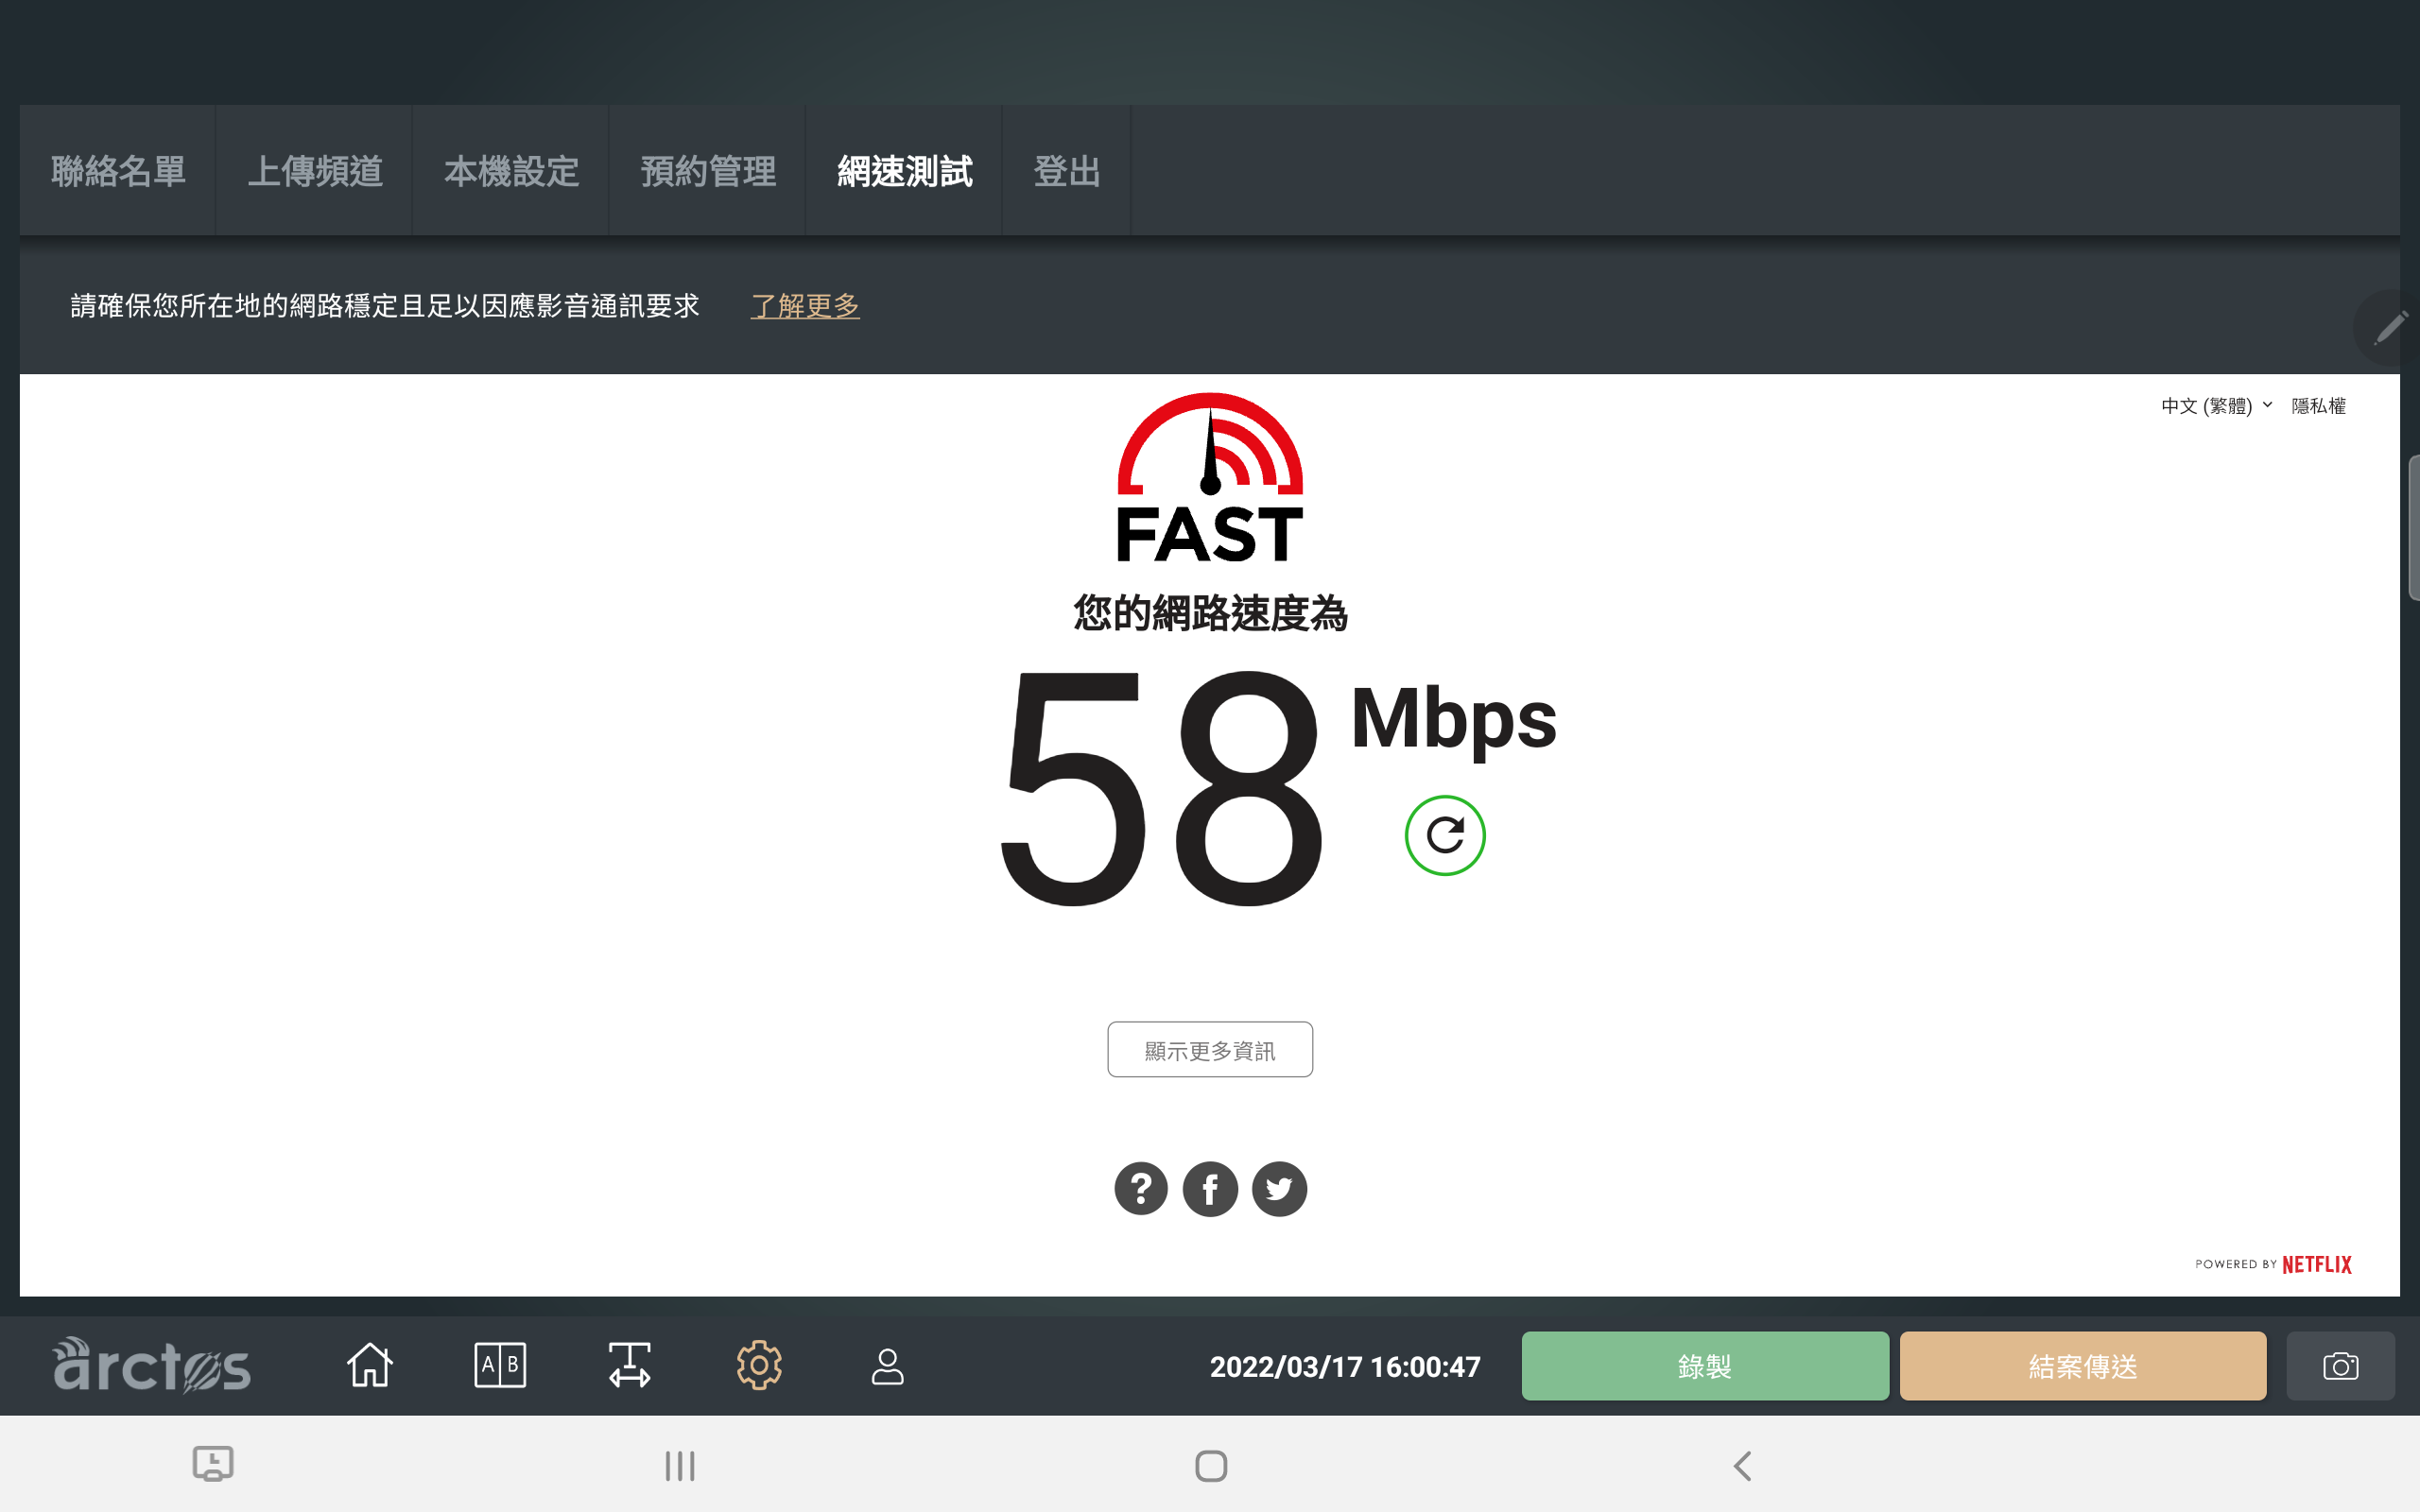 聯絡名單
上傳頻道
本機設定
預約管理
網速測試
登出
請確保您所在地的網路穩定且足以因應影音通訊要求 了解更多
中文 (繁體) 隱私權
FAST
您的網路速度為
58 Mbps
顯示更多資訊
?
f
POWERED BY NETFLIX
arctos
A B
2022/03/17 16:00:47
錄製
結案傳送